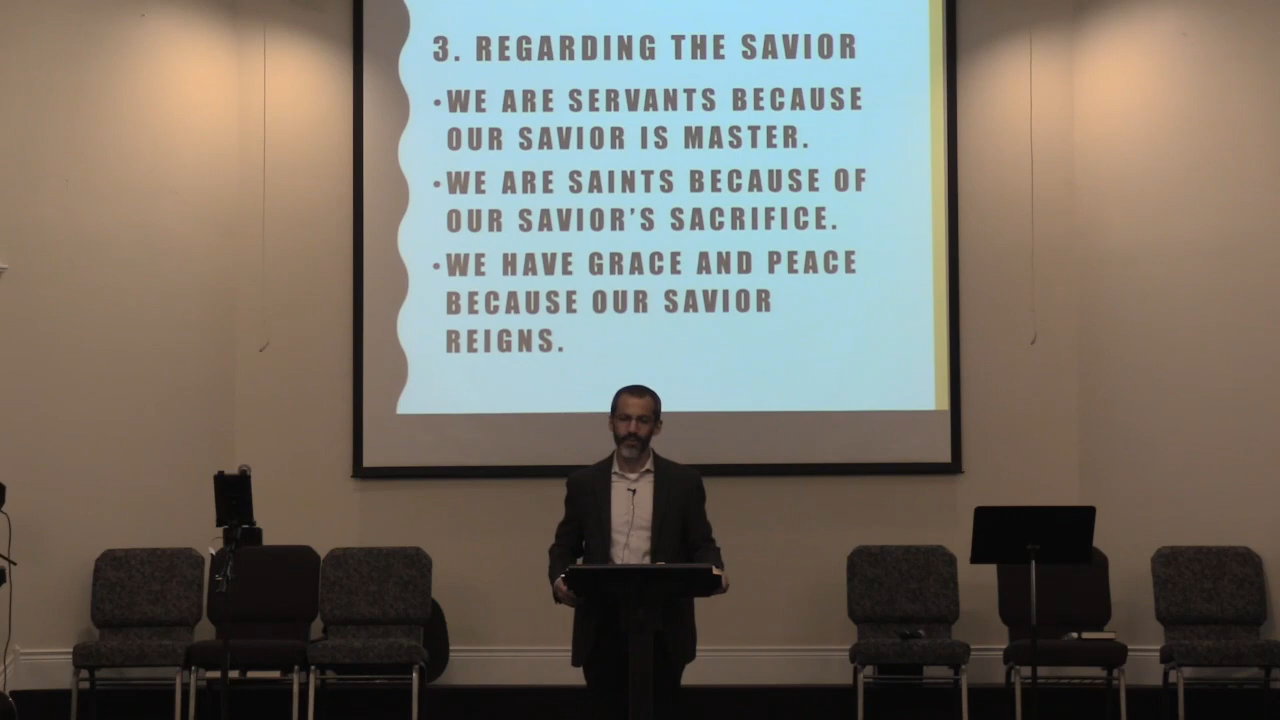 3. REGARDING THE SAVIOR
•WE ARE SERVANTS BECAUSE
OUR SAVIOR IS MASTER.
•WE ARE SAINTS BECAUSE OF
OUR SAVIOR'S SACRIFICE.
•WE HAVE GRACE AND PEACE
BECAUSE OUR SAVIOR
REIGNS.